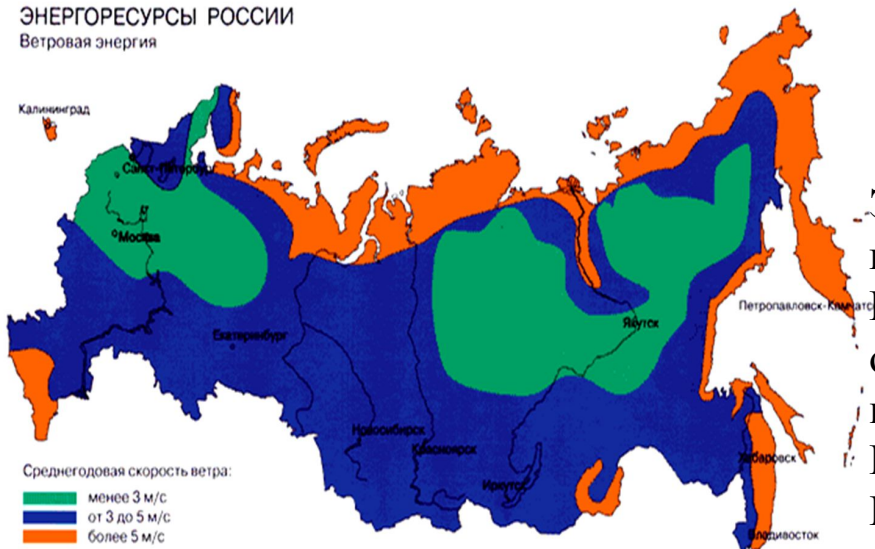 ЭНЕРГОРЕСУРСЫ РОССИИ
Ветровая энергия
Калининград
Санкт-Петербург
Москва
Петропавловск-Камчатс
Якутск
Екатеринбург
Новосибирск
Красноярск
Иркутск
Хабаровск
Владивосток
Среднегодовая скорость ветра:
менее 3 м/с
от 3 до 5 м/с
более 5 м/с